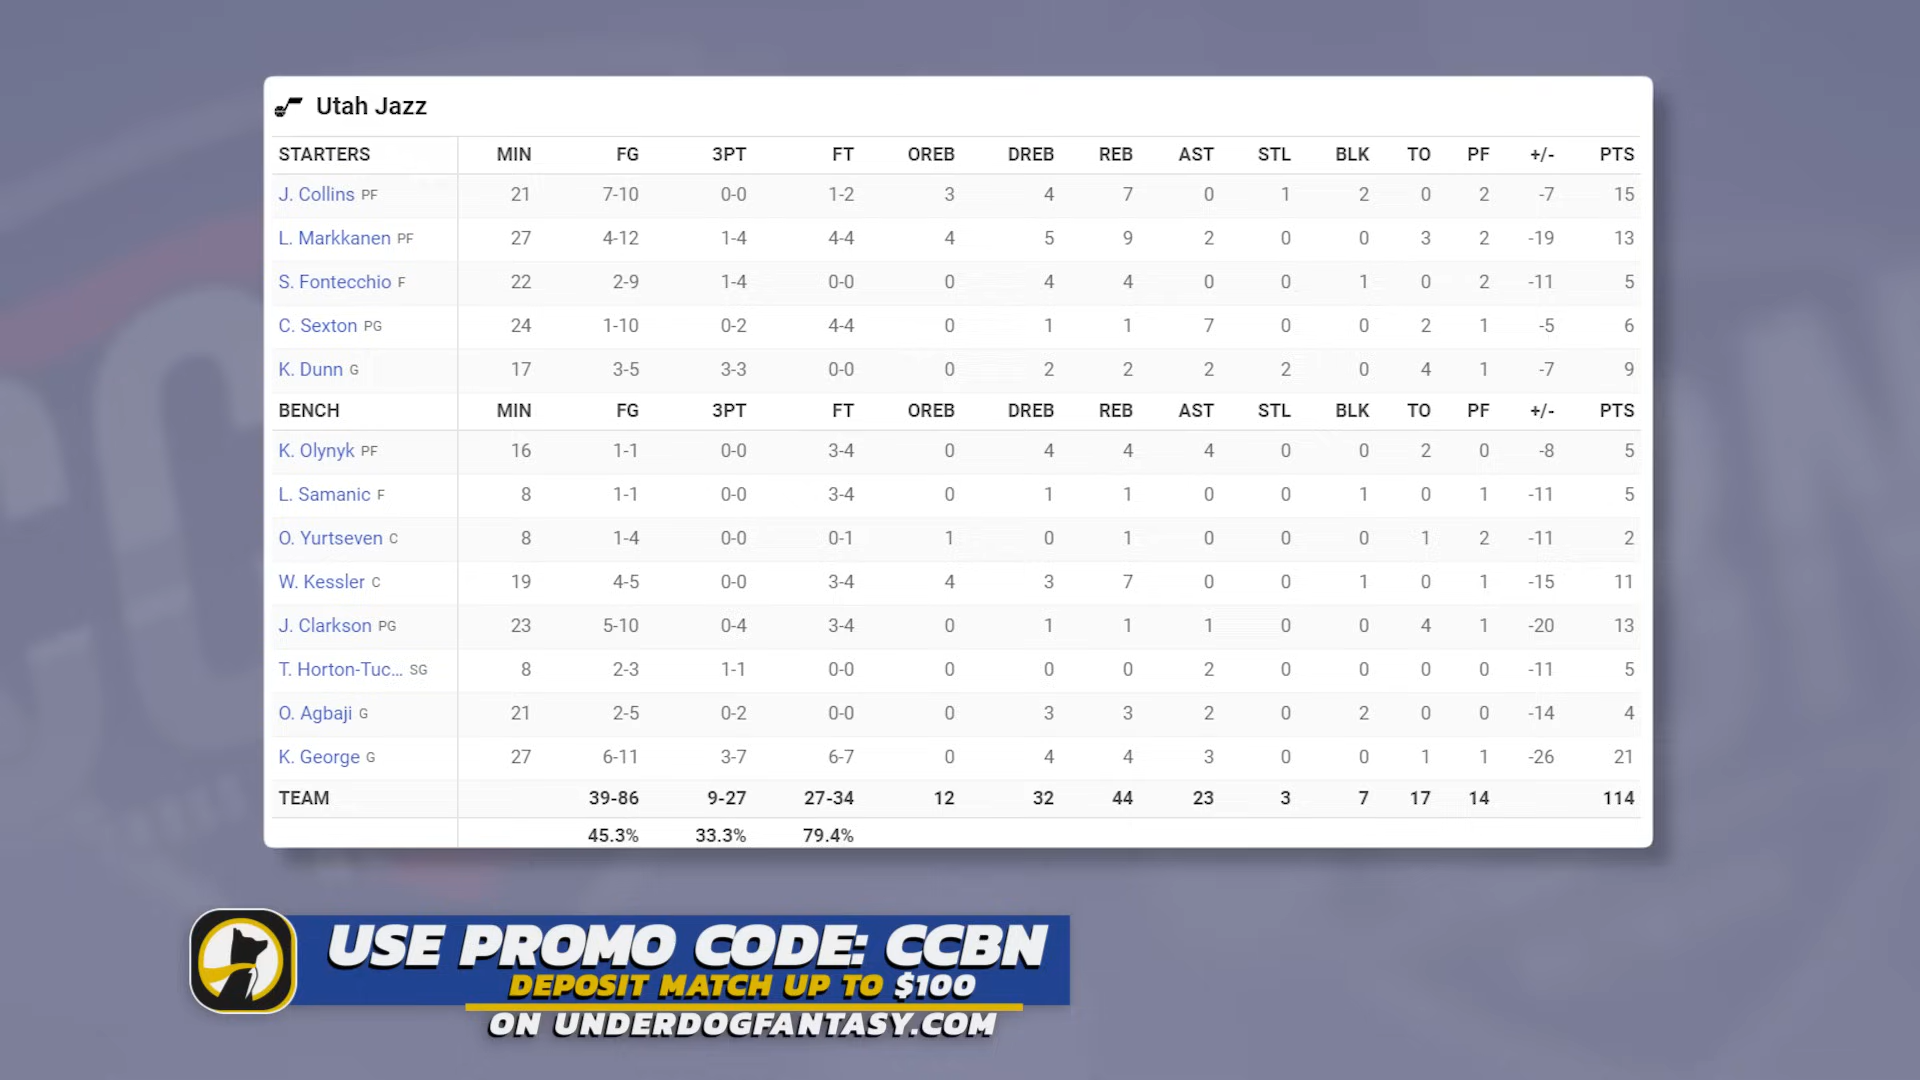 Utah Jazz
STARTERS MIN FG 3PT FT OREB DREB REB AST STL BLK TO PF +/- PTS
J. Collins PF 21 7-10 0-0 1-2 3 4 7 0 1 2 0 2 -7 15
L. Markkanen PF 27 4-12 1-4 4-4 4 5 9 2 0 0 3 2 -19 13
S. Fontecchio F 22 2-9 1-4 0-0 0 4 4 0 0 1 0 2 -11 5
C. Sexton PG 24 1-10 0-2 4-4 0 1 1 7 0 0 2 1 -5 6
K. Dunn G 17 3-5 3-3 0-0 0 2 2 2 2 0 4 1 -7 9
BENCH MIN FG 3PT FT OREB DREB REB AST STL BLK TO PF +/- PTS
K. Olynyk PF 16 1-1 0-0 3-4 0 4 4 4 0 0 2 0 -8 5
L. Samanic F 8 1-1 0-0 3-4 0 1 1 0 0 1 0 1 -11 5
O. Yurtseven C 8 1-4 0-0 0-1 1 0 1 0 0 0 1 2 -11 2
W. Kessler C 19 4-5 0-0 3-4 4 3 7 0 0 1 0 1 -15 11
J. Clarkson PG 23 5-10 0-4 3-4 0 1 1 1 0 0 4 1 -20 13
T. Horton-Tuc... SG 8 2-3 1-1 0-0 0 0 0 2 0 0 0 0 -11 5
O. Agbaji G 21 2-5 0-2 0-0 0 3 3 2 0 2 0 0 -14 4
K. George G 27 6-11 3-7 6-7 0 4 4 3 0 0 1 1 -26 21
TEAM 39-86 9-27 27-34 12 32 44 23 3 7 17 14 114
45.3% 33.3% 79.4%
USE PROMO CODE: CCBN
DEPOSIT MATCH UP TO $100
ON UNDERDOGFANTASY.COM